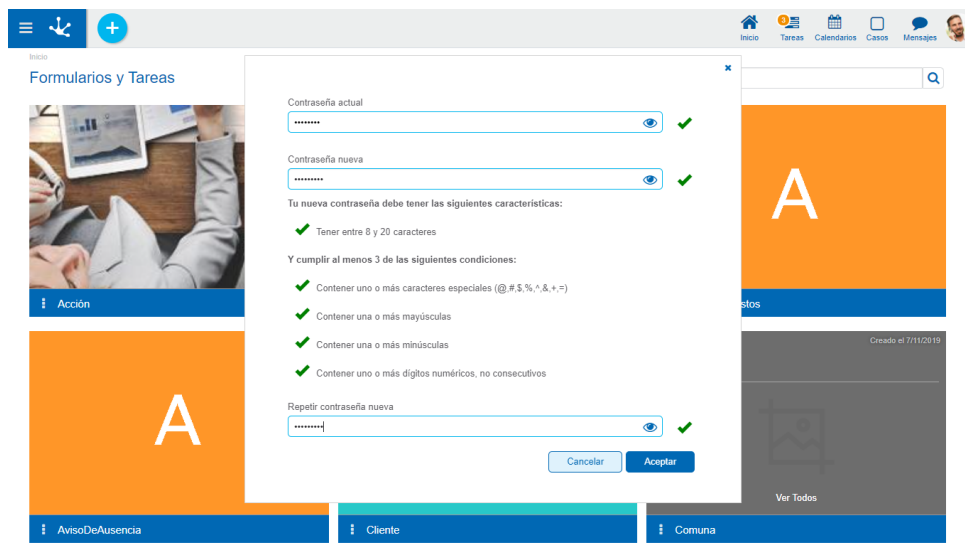 3
Inicio
Tareas
Calendarios
Casos
Mensajes
Inicio
Formularios y Tareas
Contraseña actual
Contraseña nueva
Tu nueva contraseña debe tener las siguientes características:
Tener entre 8 y 20 caracteres
Y cumplir al menos 3 de las siguientes condiciones:
Contener uno o más caracteres especiales (@,#,$,%,^,&,+,=)
Contener una o más mayúsculas
Contener una o más minúsculas
Contener uno o más dígitos numéricos, no consecutivos
Repetir contraseña nueva
Cancelar
Aceptar
A
Acción
stos
A
Creado el 7/11/2019
Ver Todos
AvisoDeAusencia
Cliente
Comuna